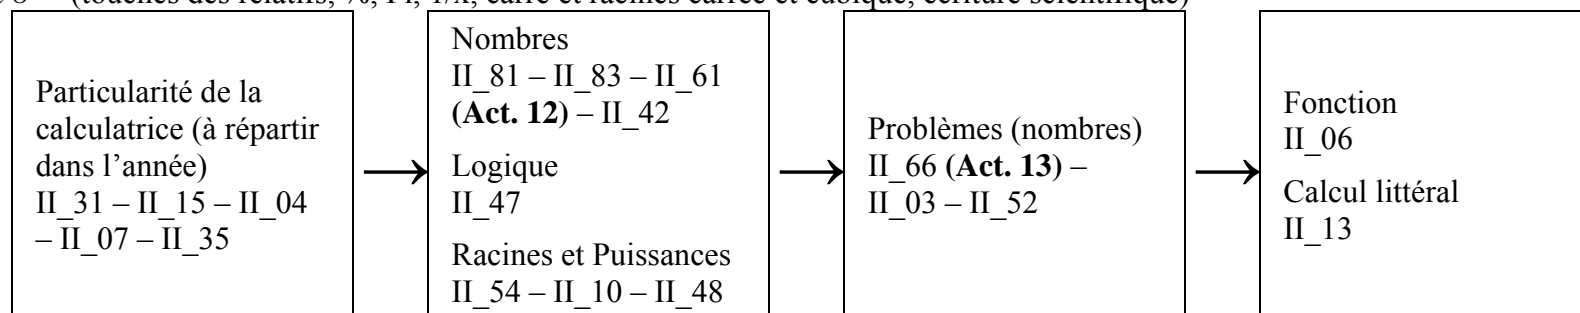 (touches des relatifs, %, Pi, 1/x, carré et racines carrée et cubique, écriture scientifique)
Particularité de la
calculatrice (à répartir
dans l'année)
II_31 – II_15 – II_04
– II_07 – II_35
Nombres
II_81 – II_83 – II_61
(Act. 12) – II_42
Logique
II_47
Racines et Puissances
II_54 – II_10 – II_48
Problèmes (nombres)
II_66 (Act. 13) –
II_03 – II_52
Fonction
II_06
Calcul littéral
II_13